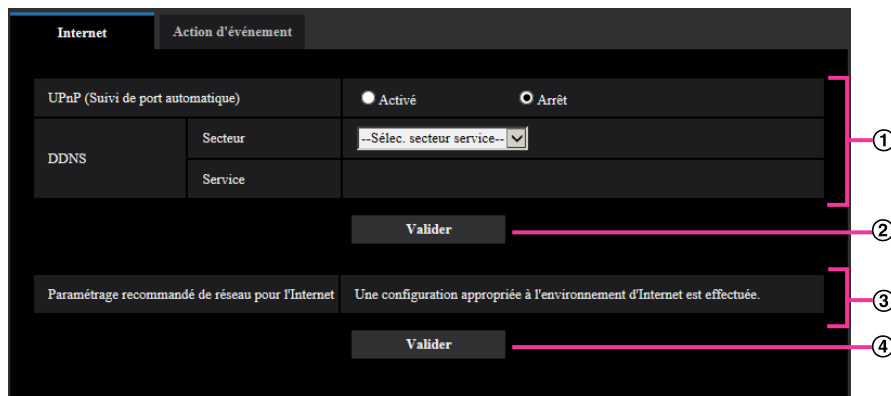 Internet Action d'événement
UPnP (Suivi de port automatique) Activé Arrêt
①
DDNS Secteur --Sélec. secteur service--
Service
Valider ②
Paramétrage recommandé de réseau pour l'Internet Une configuration appropriée à l'environnement d'Internet est effectuée.
③
Valider ④